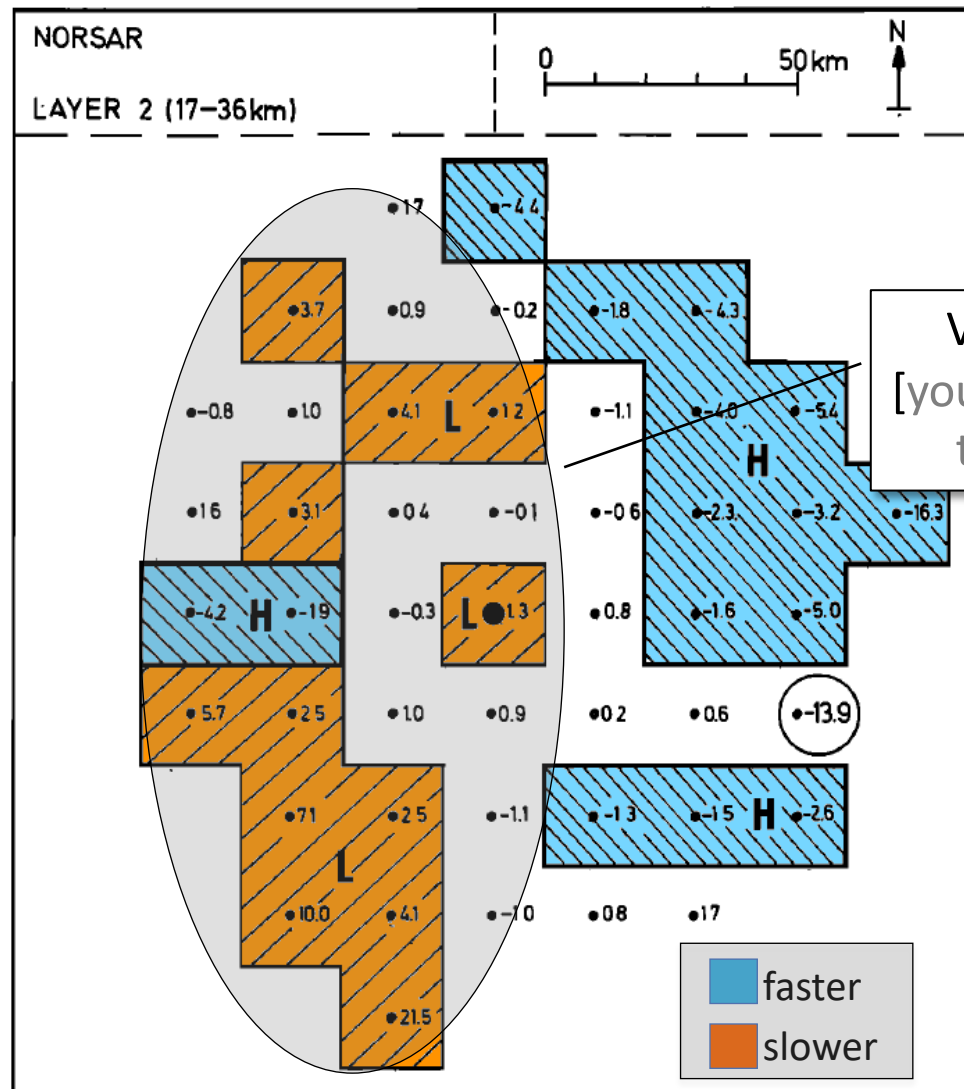 NORSAR
0 50 km N
LAYER 2 (17–36km)
17 -4 4
3.7 0.9 -0.2 -1.8 -4.3
V
-0.8 1.0 4.1 L 1 2 -1.1 -4.0 -5.4
[you
t
H
1 6 3.1 0.4 -0 1 -0 6 -2.3 -3.2 -16.3
-4.2 H -1 9 -0.3 L 1.3 0.8 -1.6 -5.0
5.7 2 5 1.0 0.9 0 2 0.6 -13.9
7 1 2 5 -1.1 -1 3 -1 5 H -2.6
L
10.0 4.1 -1 0 0 8 1 7
21.5
faster
slower